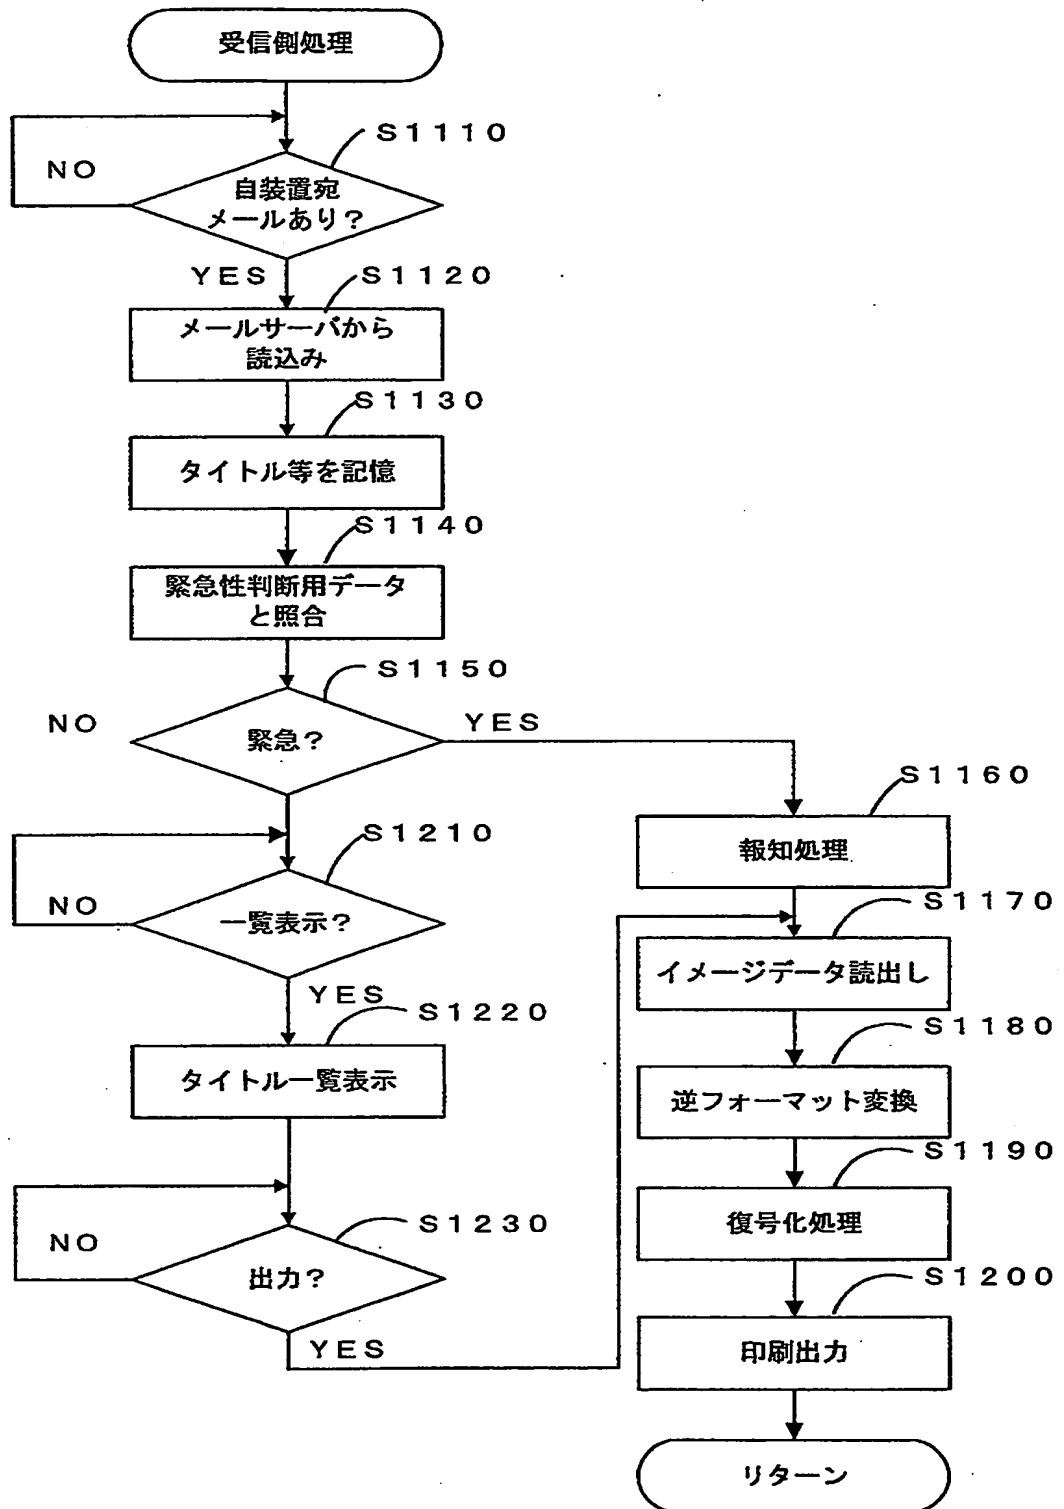 受信側処理
S1110
NO
自装置宛
メールあり?
YES
S1120
メールサーバから
読込み
S1130
タイトル等を記憶
S1140
緊急性判断用データ
と照合
S1150
NO
緊急?
YES
S1210
NO
一覧表示?
YES
S1220
タイトル一覧表示
S1230
NO
出力?
YES
S1160
報知処理
S1170
イメージデータ読出し
S1180
逆フォーマット変換
S1190
復号化処理
S1200
印刷出力
リターン